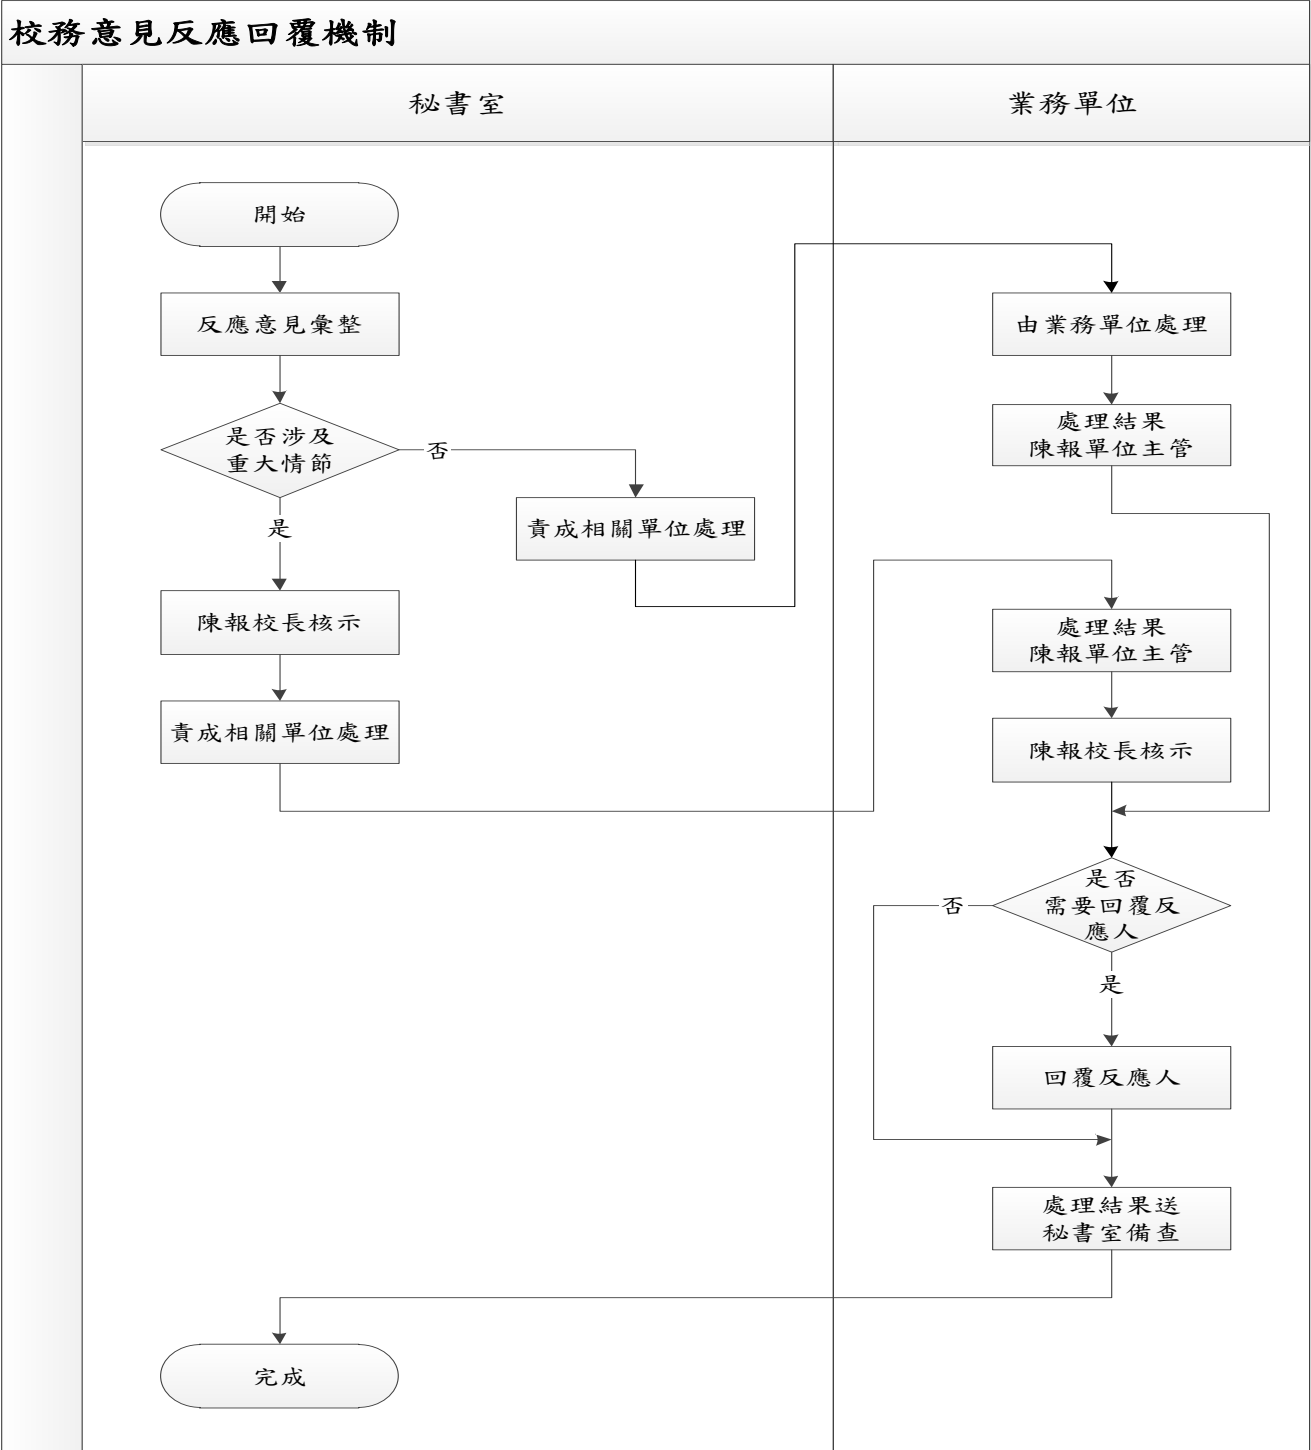 校務意見反應回覆機制
秘書室
業務單位
開始
反應意見彙整
是否涉及
重大情節
否
是
責成相關單位處理
陳報校長核示
責成相關單位處理
由業務單位處理
處理結果
陳報單位主管
處理結果
陳報單位主管
陳報校長核示
是否
需要回覆反
應人
否
是
回覆反應人
處理結果送
秘書室備查
完成